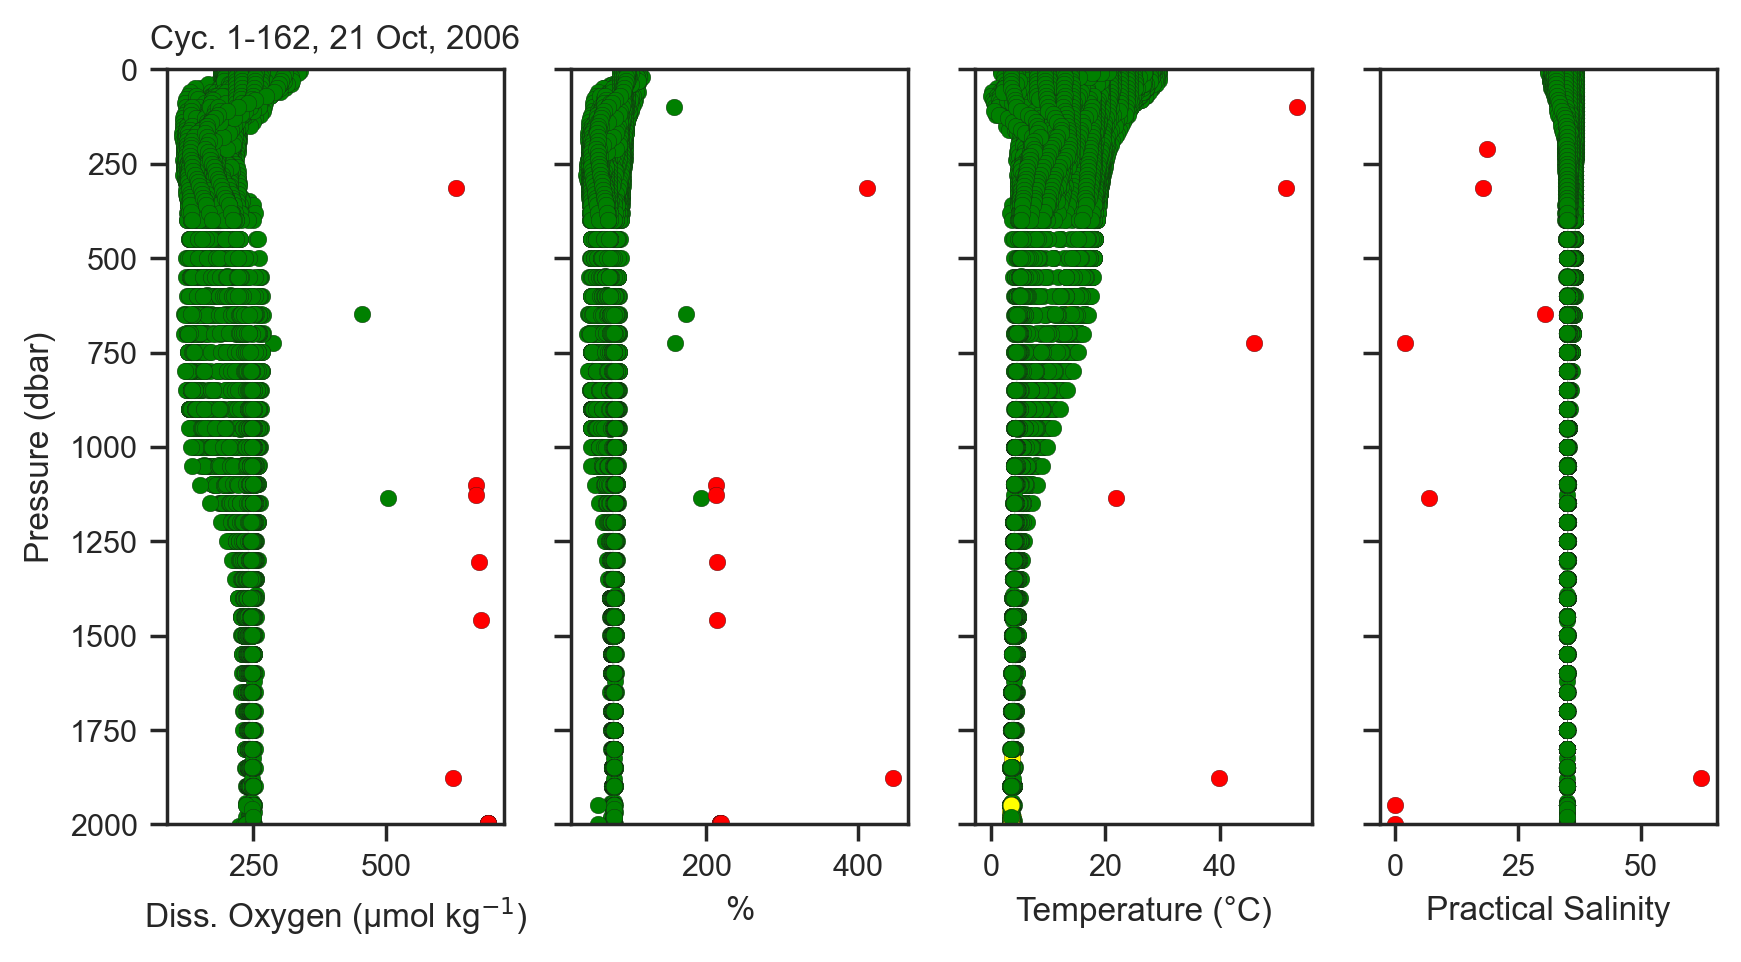 Cyc. 1-162, 21 Oct, 2006
0
250
500
750
1000
1250
1500
1750
2000
Pressure (dbar)
250 500
200 400
0 20 40
0 25 50
Diss. Oxygen (μmol kg⁻¹)
%
Temperature (°C)
Practical Salinity